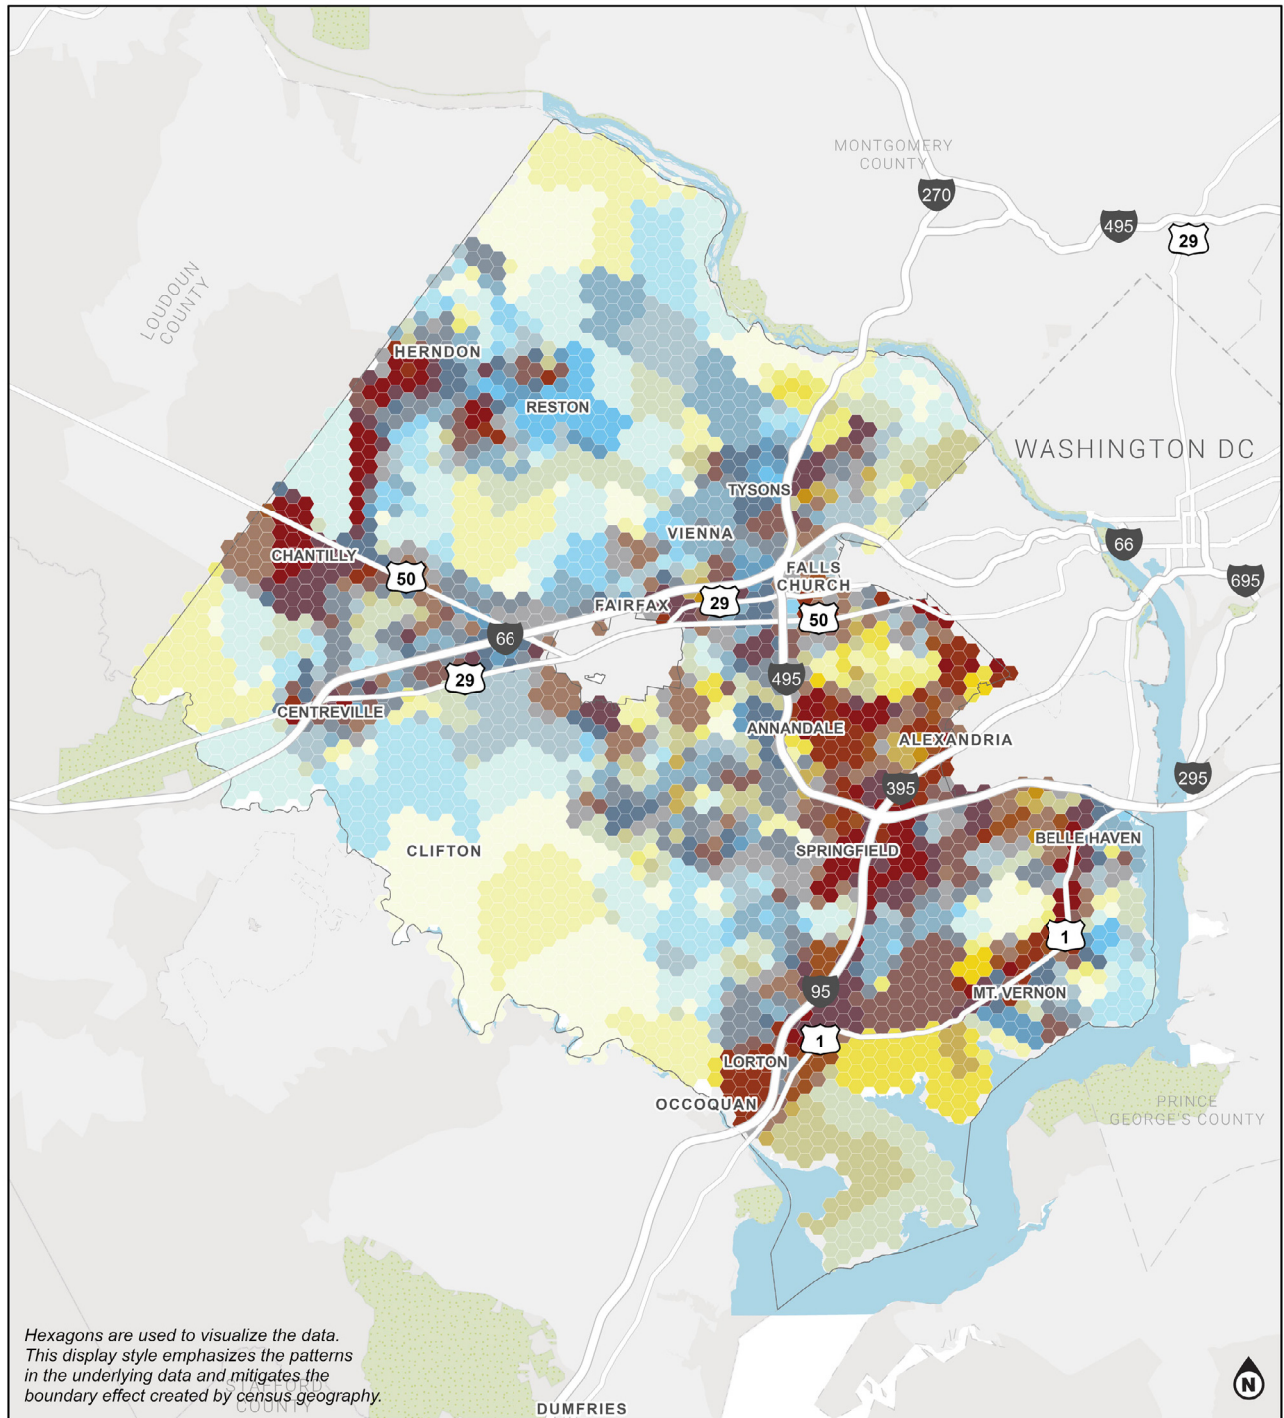 MONTGOMERY
COUNTY
270
495
29
LOUDOUN
COUNTY
HERNDON
RESTON
WASHINGTON DC
TYSONS
VIENNA
66
CHANTILLY
FALLS
CHURCH
50
695
FAIRFAX
29
50
66
29
495
CENTREVILLE
ANNANDALE
ALEXANDRIA
295
395
BELLE HAVEN
CLIFTON
SPRINGFIELD
1
95
MT. VERNON
1
LORTON
OCCOQUAN
PRINCE
GEORGE'S COUNTY
Hexagons are used to visualize the data.
This display style emphasizes the patterns
in the underlying data and mitigates the
boundary effect created by census geography.
STAFFORD
COUNTY
N
DUMFRIES